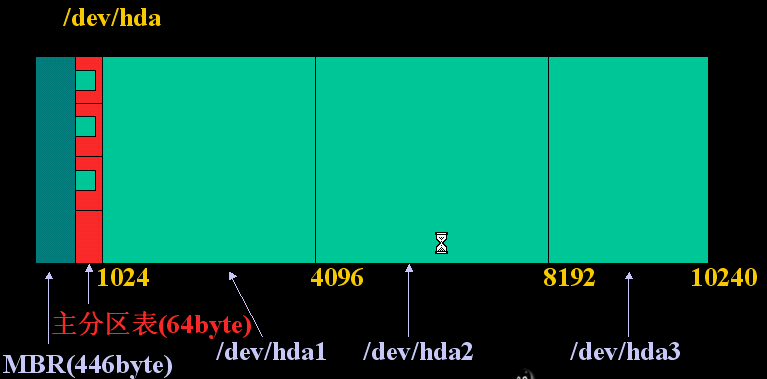 /dev/hda
1024 4096 8192 10240
主分区表(64byte)
MBR(446byte) /dev/hda1 /dev/hda2 /dev/hda3